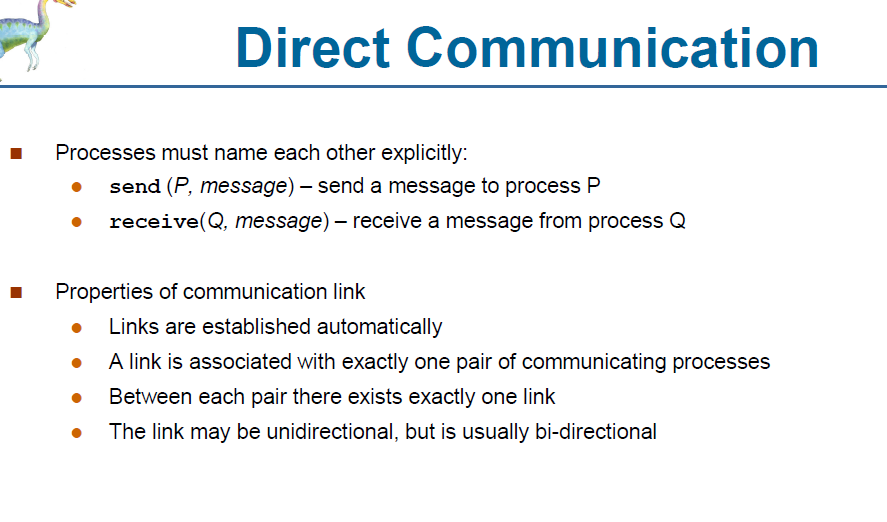 Direct Communication
■ Processes must name each other explicitly:
● send (P, message) – send a message to process P
● receive(Q, message) – receive a message from process Q
■ Properties of communication link
● Links are established automatically
● A link is associated with exactly one pair of communicating processes
● Between each pair there exists exactly one link
● The link may be unidirectional, but is usually bi-directional